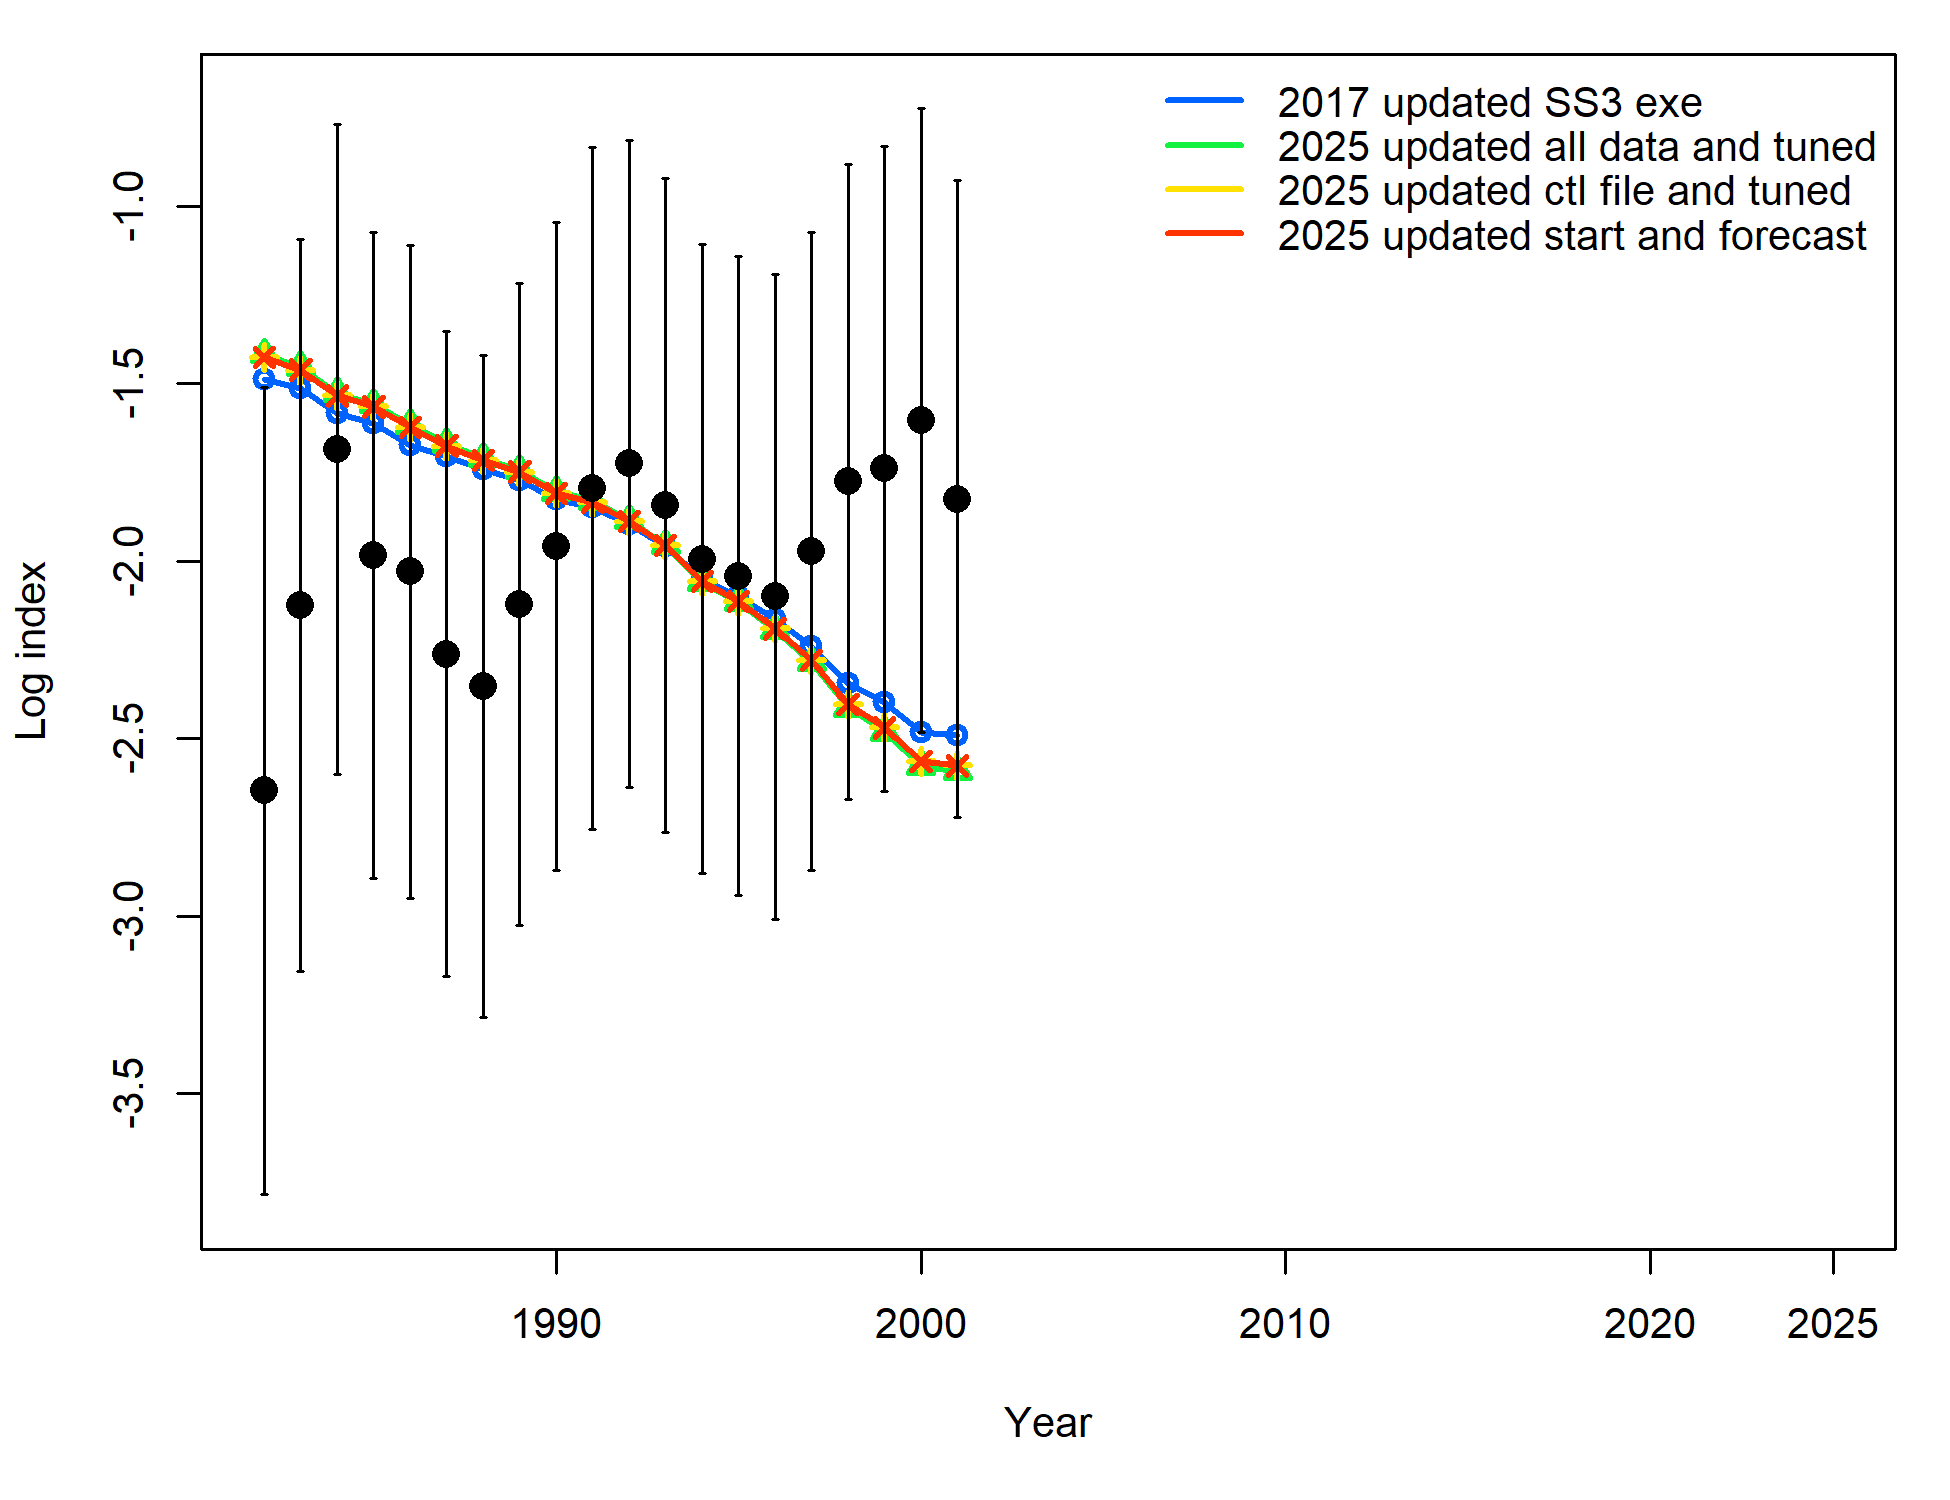 2017 updated SS3 exe
2025 updated all data and tuned
2025 updated ctl file and tuned
2025 updated start and forecast
Log index
-1.0
-1.5
-2.0
-2.5
-3.0
-3.5
1990
2000
2010
2020
2025
Year